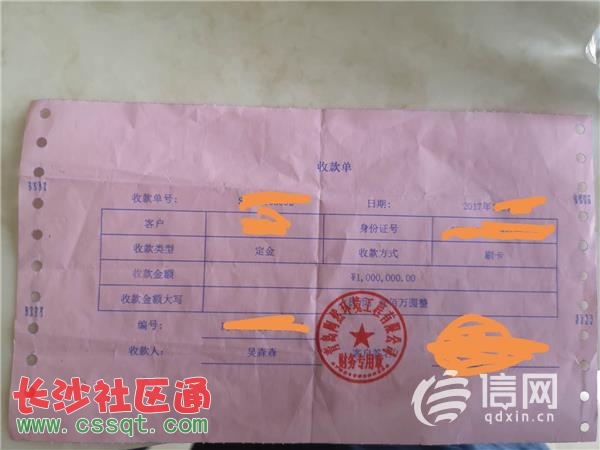 收款单
收款单号: 日期: 2017年
客户 身份证号
收款类型 定金 收款方式 刷卡
收款金额 ¥1,000,000.00
收款金额大写 佰万圆整
编号:
收款人: 吴森森
财务专用章
长沙社区通
www.cssqt.com
信网
qdxin.cn